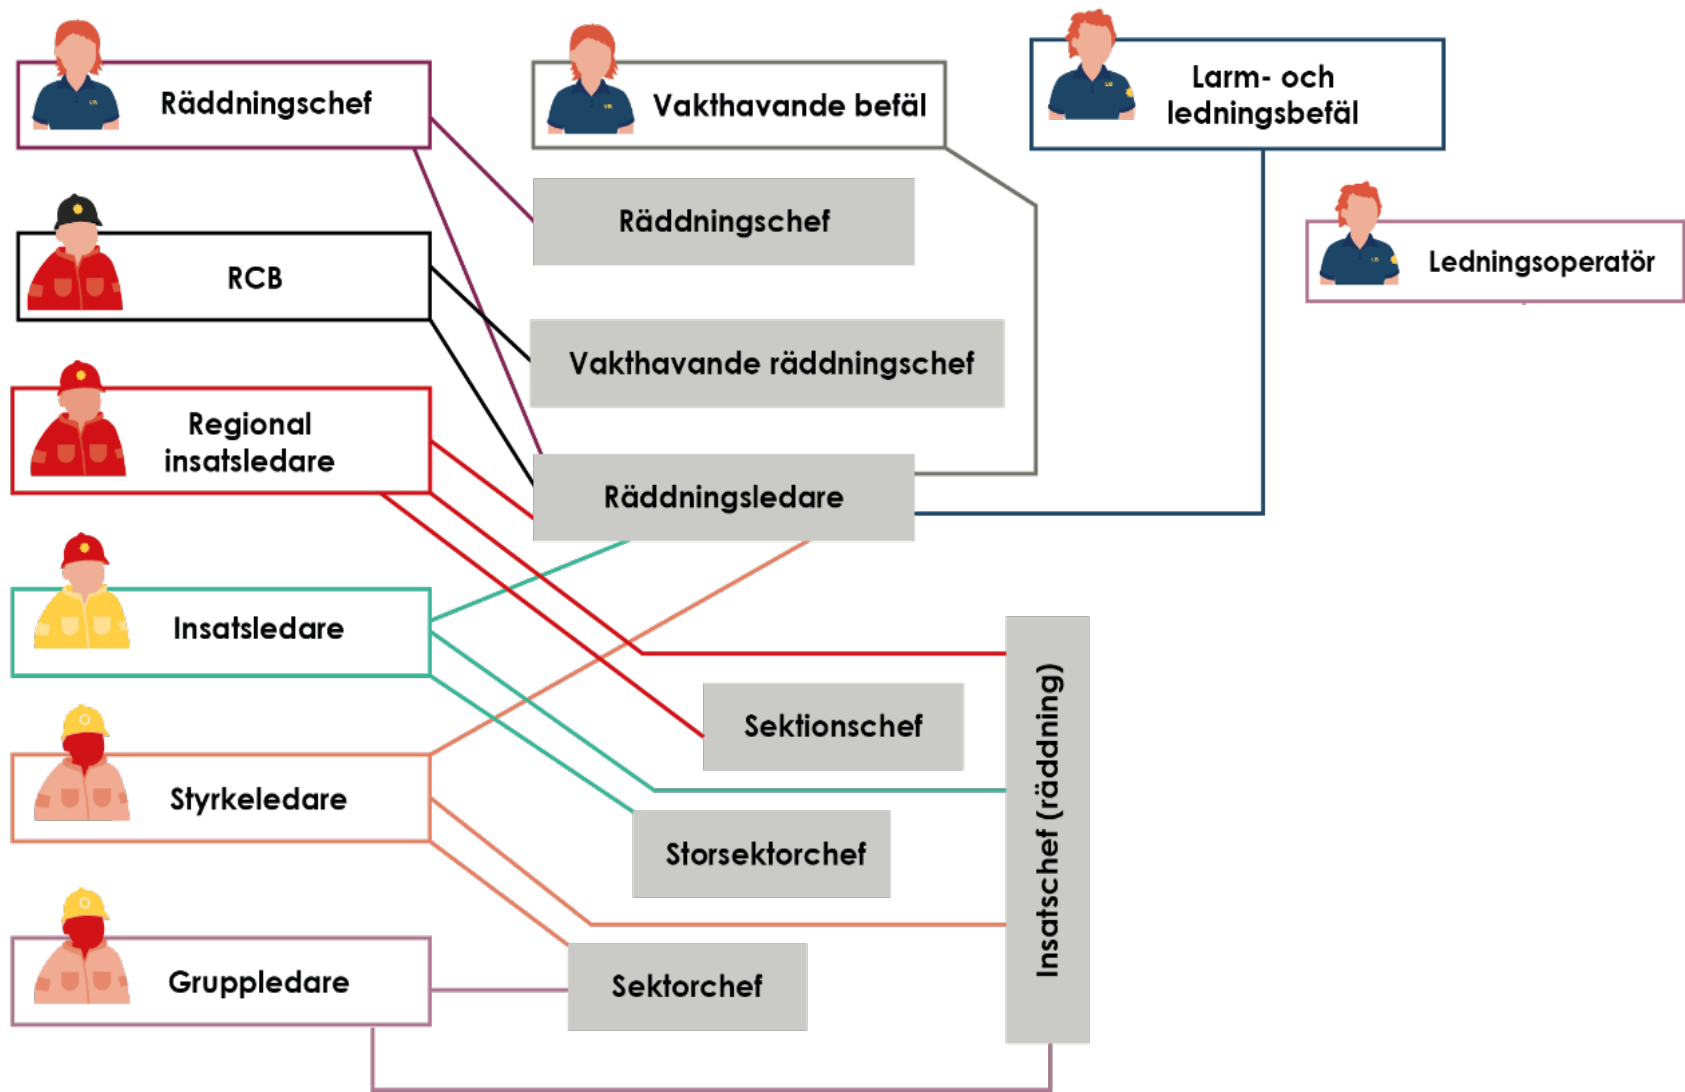 Räddningschef
Vakthavande befäl
Larm- och
ledningsbefäl
Räddningschef
RCB
Ledningsoperatör
Vakthavande räddningschef
Regional
insatsledare
Räddningsledare
Insatsledare
Sektionschef
Styrkeledare
Storsektorchef
Insatschef (räddning)
Gruppledare
Sektorchef